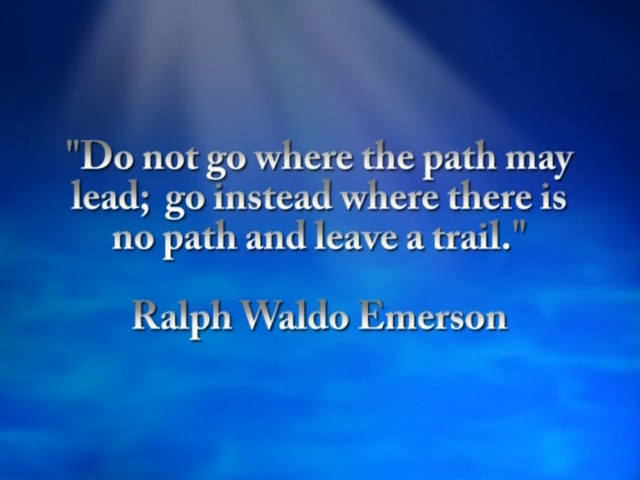 "Do not go where the path may
lead;  go instead where there is
no path and leave a trail."
Ralph Waldo Emerson